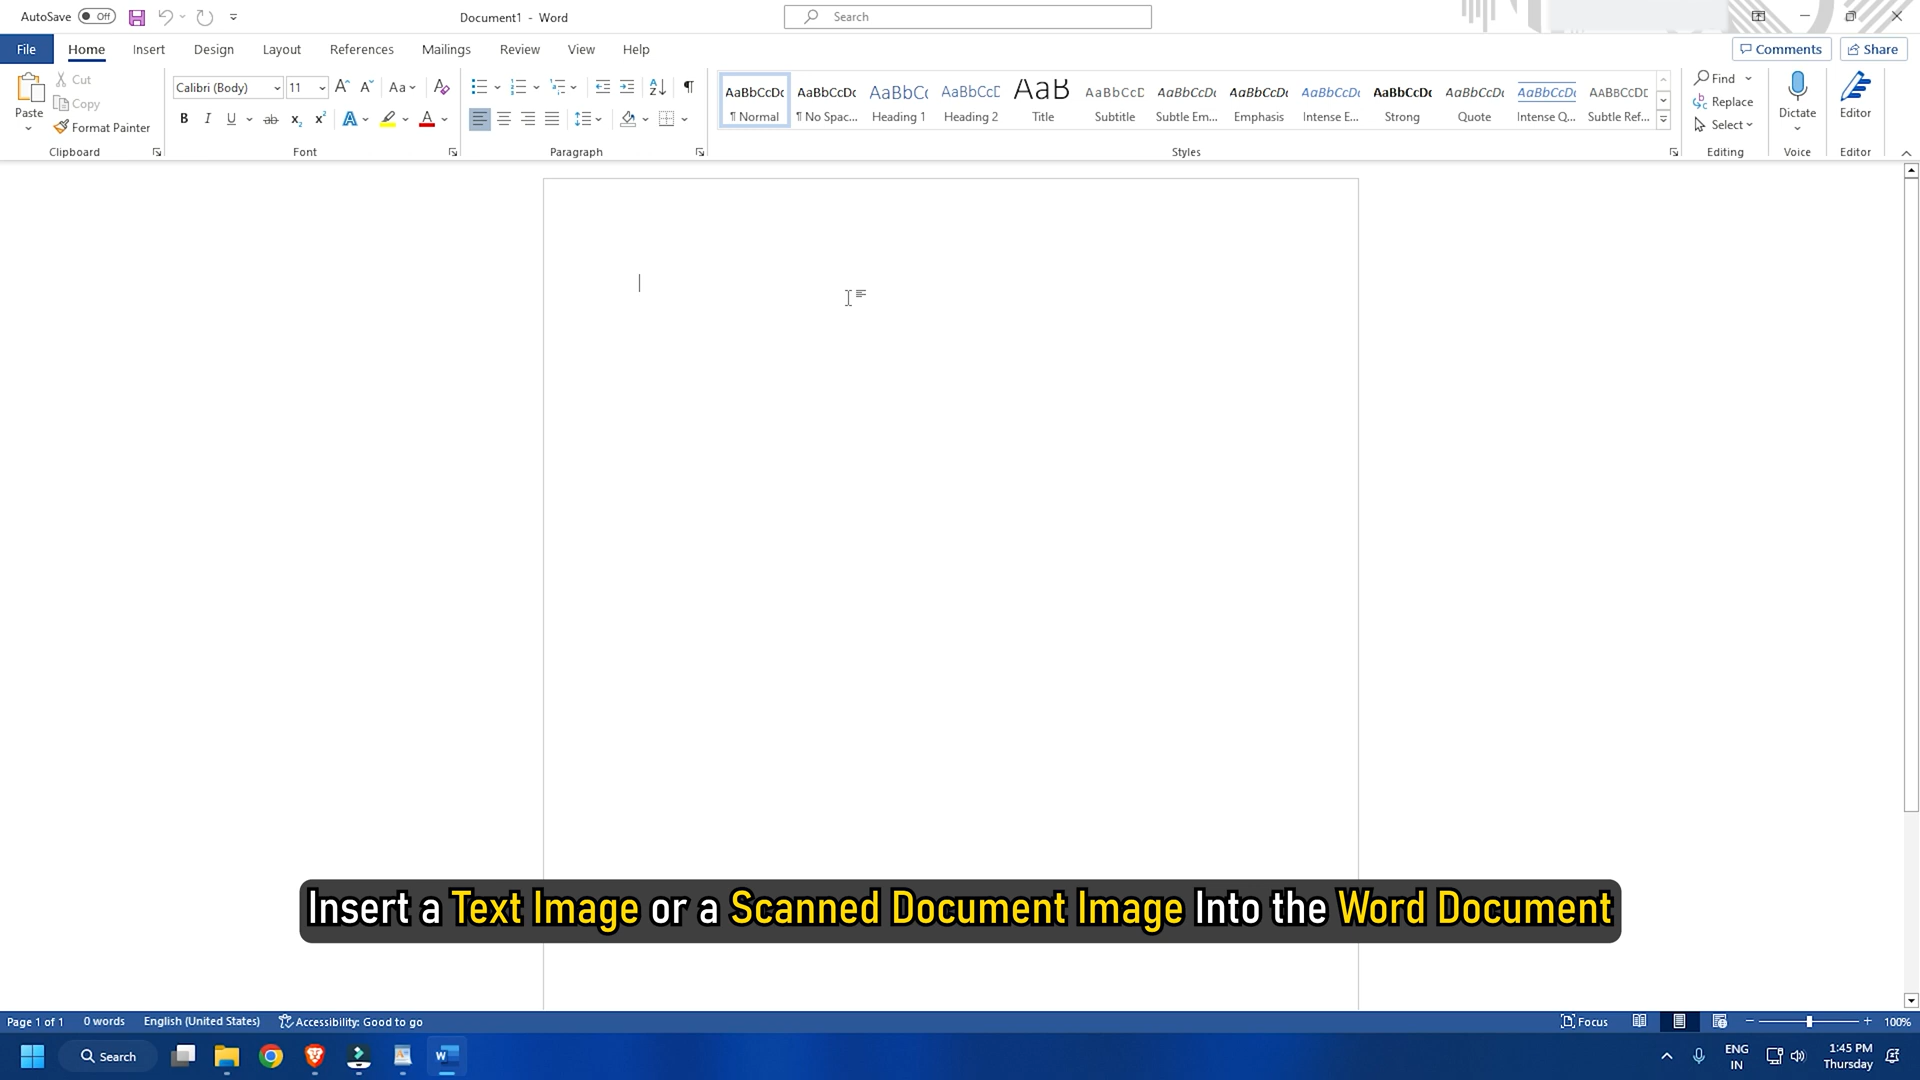 AutoSave Off Document1 - Word Search
File Home Insert Design Layout References Mailings Review View Help Comments Share
Cut Calibri (Body) 11 Aa AaBbCcDc AaBbCcDc AaBbCc AaBbCcD AaB AaBbCcD AaBbCcDc AaBbCcDc AaBbCcDc AaBbCcDc AaBbCcDc AaBbCcDc AABBCCDC Find
Copy Replace
Paste Format Painter ¶ Normal ¶ No Spac... Heading 1 Heading 2 Title Subtitle Subtle Em... Emphasis Intense E... Strong Quote Intense Q... Subtle Ref... Select Dictate Editor
Clipboard Font Paragraph Styles Editing Voice Editor
Insert a Text Image or a Scanned Document Image Into the Word Document
Page 1 of 1 0 words English (United States) Accessibility: Good to go Focus 100%
Search ENG 1:45 PM
IN Thursday